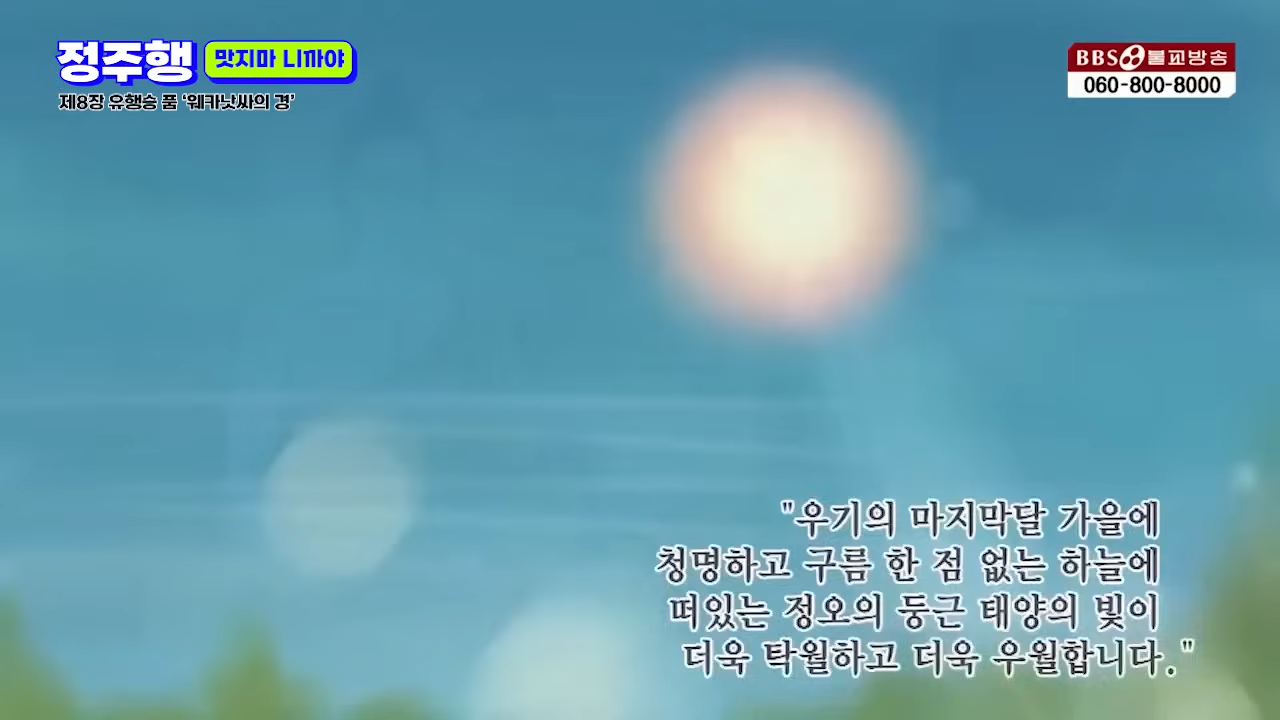 정주행
맛지마 니까야
제8장 유행승 품 '웨카낫싸의 경'
BBS 불교방송
060-800-8000
"우기의 마지막달 가을에
청명하고 구름 한 점 없는 하늘에
떠있는 정오의 둥근 태양의 빛이
더욱 탁월하고 더욱 우월합니다."